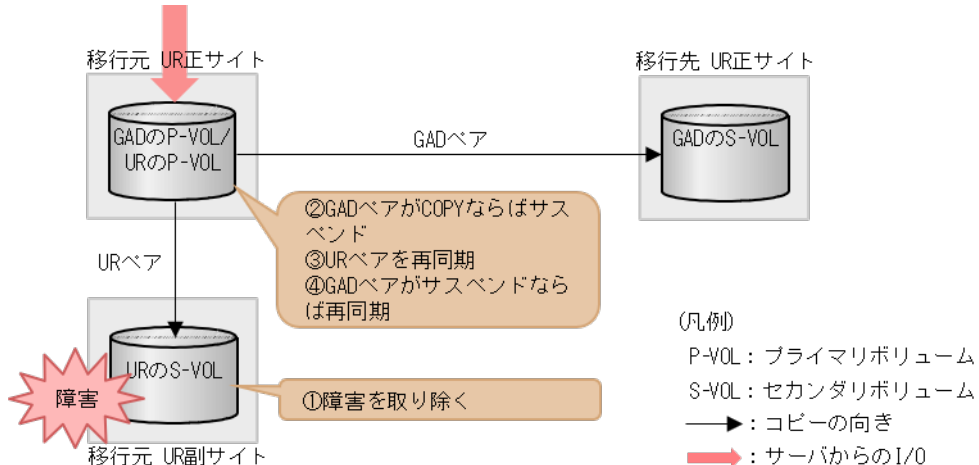 移行元 UR正サイト
移行先 UR正サイト
GADのP-VOL/
URのP-VOL
GADペア
GADのS-VOL
②GADペアがCOPYならばサス
ペンド
③URペアを再同期
④GADペアがサスペンドなら
ば再同期
URペア
URのS-VOL
障害
①障害を取り除く
移行元 UR副サイト
(凡例)
P-VOL：プライマリボリューム
S-VOL：セカンダリボリューム
：コピーの向き
：サーバからのI/O